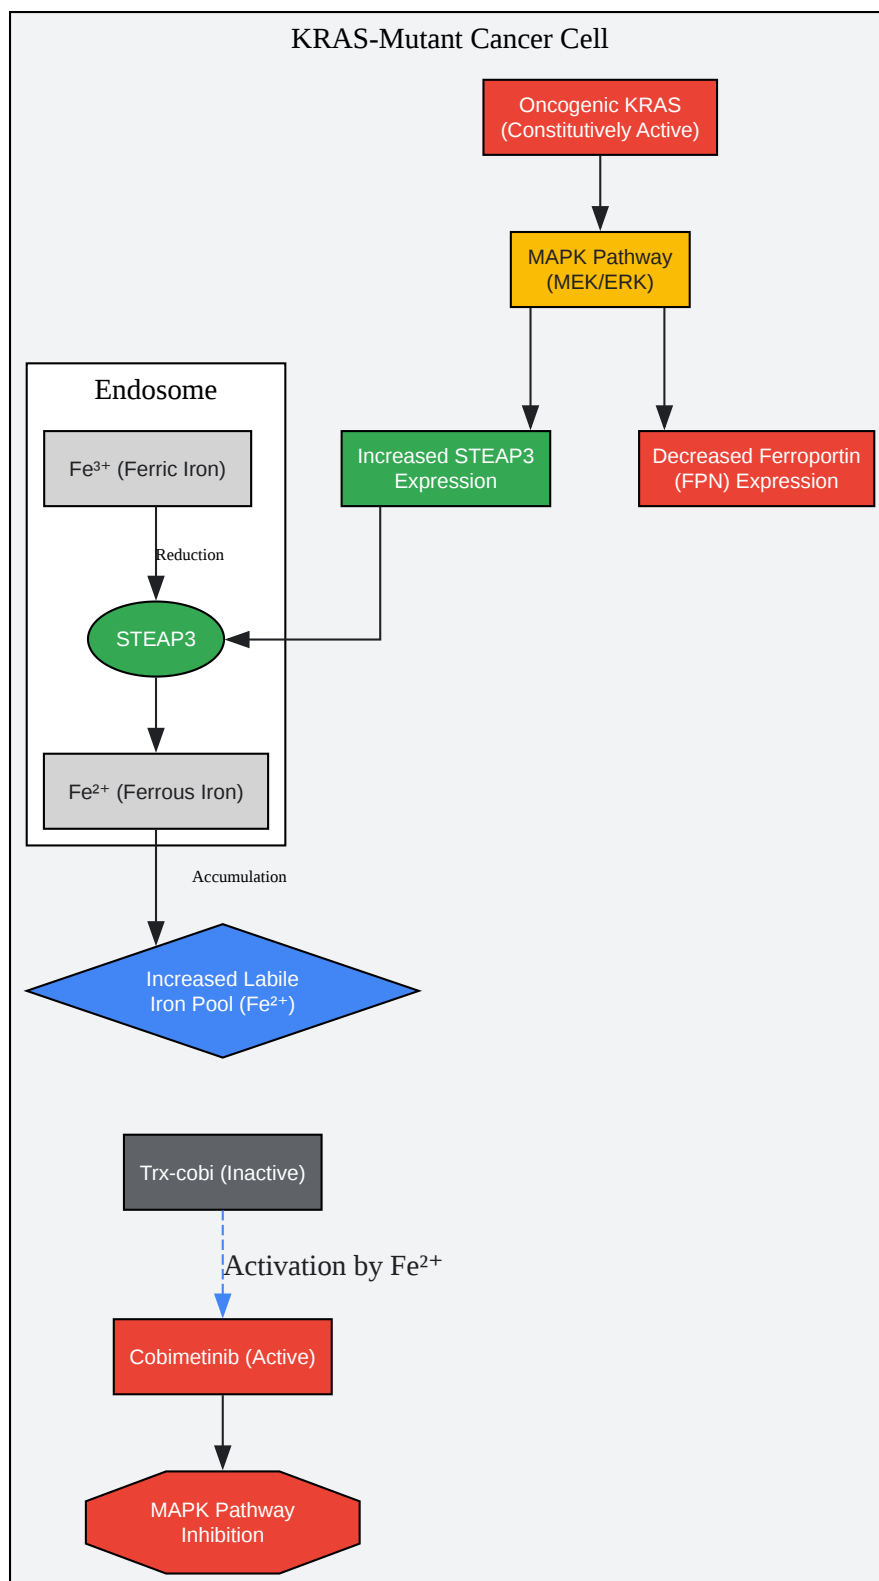 KRAS-Mutant Cancer Cell
Oncogenic KRAS
(Constitutively Active)
MAPK Pathway
(MEK/ERK)
Endosome
Fe³⁺ (Ferric Iron)
Increased STEAP3
Expression
Decreased Ferroportin
(FPN) Expression
Reduction
STEAP3
Fe²⁺ (Ferrous Iron)
Accumulation
Increased Labile
Iron Pool (Fe²⁺)
Trx-cobi (Inactive)
Activation by Fe²⁺
Cobimetinib (Active)
MAPK Pathway
Inhibition